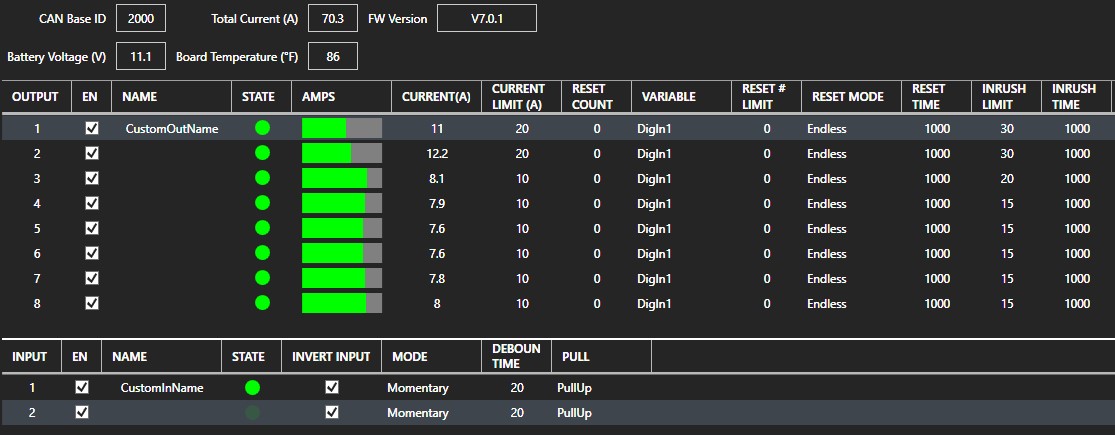 CAN Base ID 2000 Total Current (A) 70.3 FW Version V7.0.1
Battery Voltage (V) 11.1 Board Temperature (°F) 86
OUTPUT EN NAME STATE AMPS CURRENT(A) CURRENT LIMIT (A) RESET COUNT VARIABLE RESET # LIMIT RESET MODE RESET TIME INRUSH LIMIT INRUSH TIME
1 CustomOutName 11 20 0 DigIn1 0 Endless 1000 30 1000
2 12.2 20 0 DigIn1 0 Endless 1000 30 1000
3 8.1 10 0 DigIn1 0 Endless 1000 20 1000
4 7.9 10 0 DigIn1 0 Endless 1000 15 1000
5 7.6 10 0 DigIn1 0 Endless 1000 15 1000
6 7.6 10 0 DigIn1 0 Endless 1000 15 1000
7 7.8 10 0 DigIn1 0 Endless 1000 15 1000
8 8 10 0 DigIn1 0 Endless 1000 15 1000
INPUT EN NAME STATE INVERT INPUT MODE DEBOUN TIME PULL
1 CustomInName Momentary 20 PullUp
2 Momentary 20 PullUp